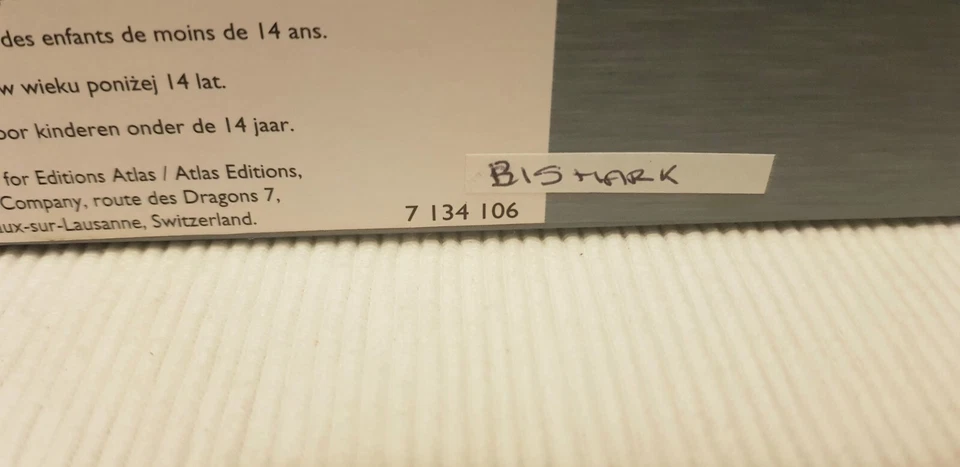 des enfants de moins de 14 ans.
w wieku poniżej 14 lat.
oor kinderen onder de 14 jaar.
for Editions Atlas / Atlas Editions,
Company, route des Dragons 7,
ux-sur-Lausanne, Switzerland.
7 134 106
BISMARK